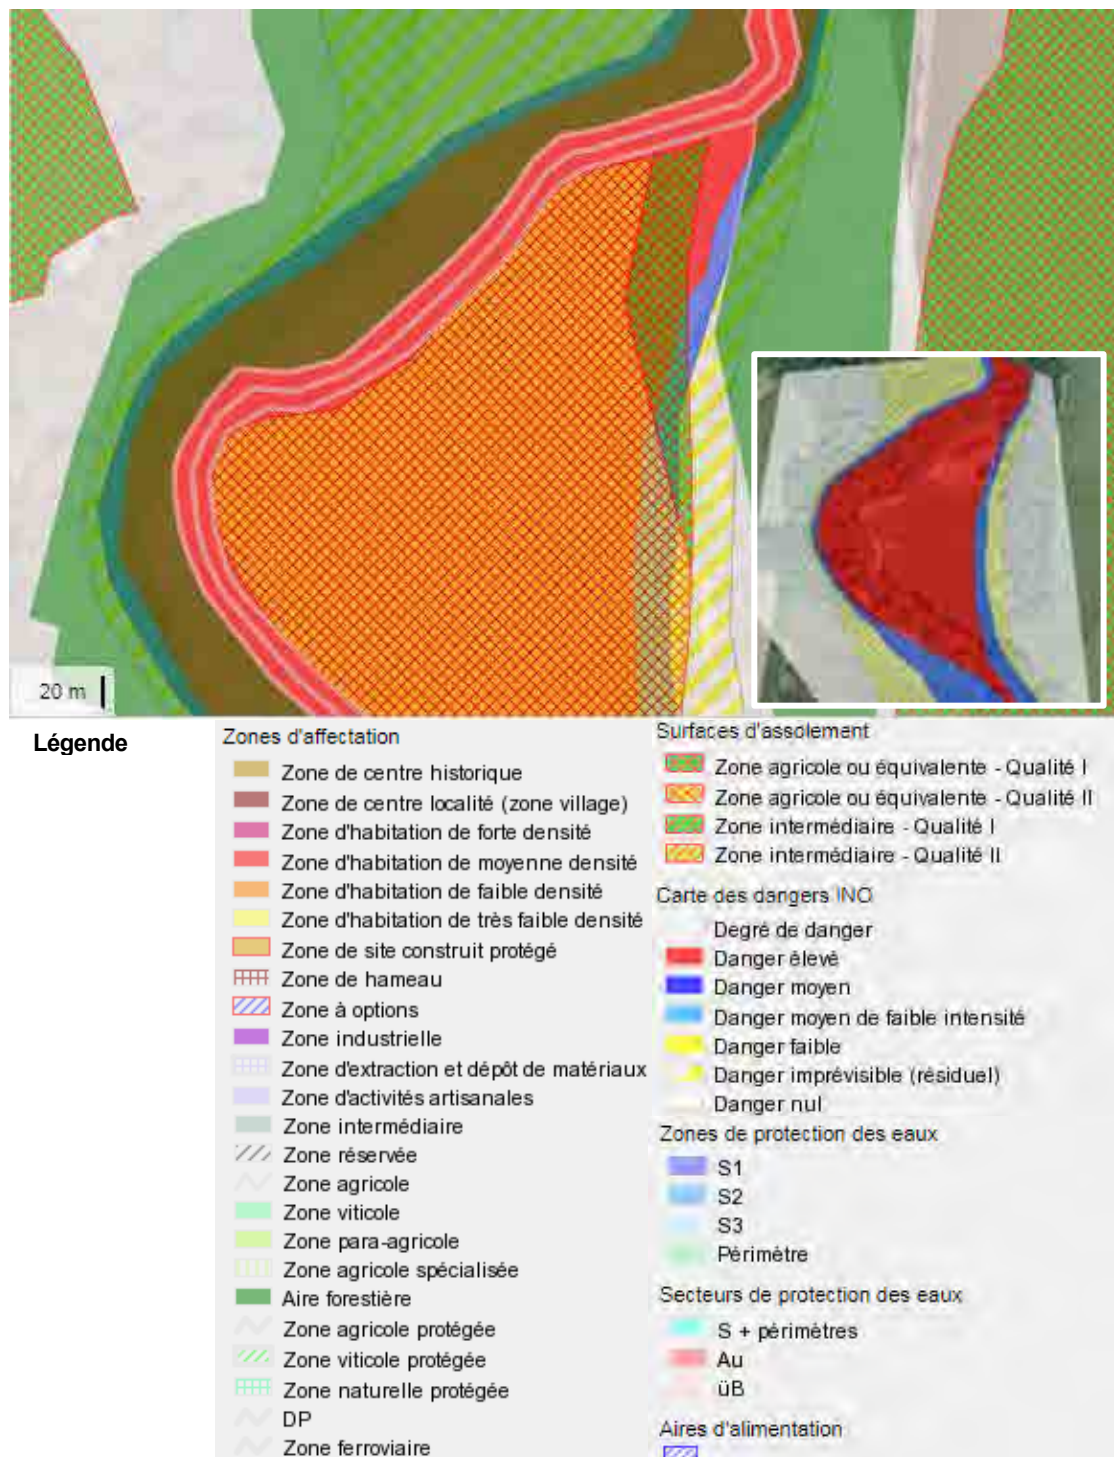 20 m
Légende
Zones d'affectation
Zone de centre historique
Zone de centre localité (zone village)
Zone d'habitation de forte densité
Zone d'habitation de moyenne densité
Zone d'habitation de faible densité
Zone d'habitation de très faible densité
Zone de site construit protégé
Zone de hameau
Zone à options
Zone industrielle
Zone d'extraction et dépôt de matériaux
Zone d'activités artisanales
Zone intermédiaire
Zone réservée
Zone agricole
Zone viticole
Zone para-agricole
Zone agricole spécialisée
Aire forestière
Zone agricole protégée
Zone viticole protégée
Zone naturelle protégée
DP
Zone ferroviaire
Surfaces d'assolement
Zone agricole ou équivalente - Qualité I
Zone agricole ou équivalente - Qualité II
Zone intermédiaire - Qualité I
Zone intermédiaire - Qualité II
Carte des dangers INO
Degré de danger
Danger élevé
Danger moyen
Danger moyen de faible intensité
Danger faible
Danger imprévisible (résiduel)
Danger nul
Zones de protection des eaux
S1
S2
S3
Périmètre
Secteurs de protection des eaux
S + périmètres
Au
üB
Aires d'alimentation